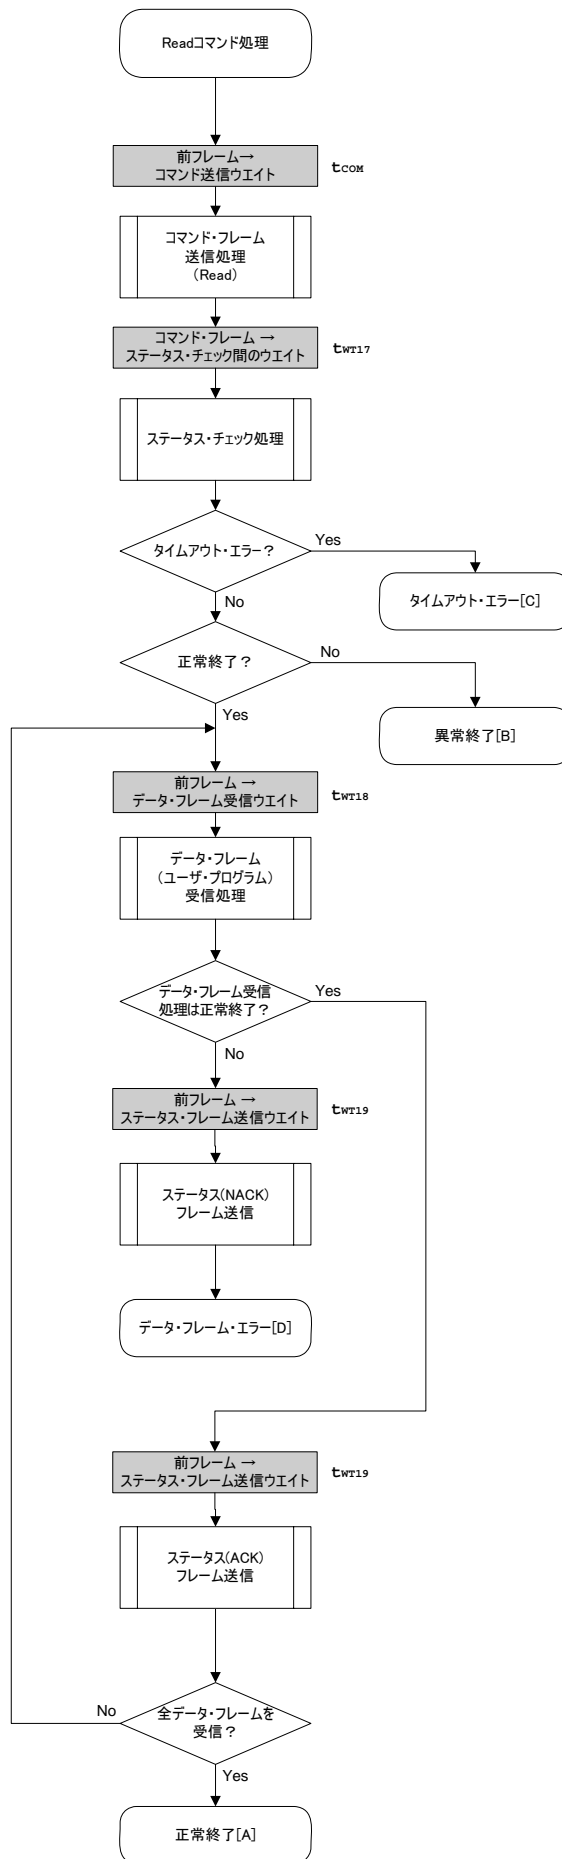 Readコマンド処理
前フレーム→
コマンド送信ウエイト
tCOM
コマンド・フレーム
送信処理
(Read)
コマンド・フレーム →
ステータス・チェック間のウエイト
tWT17
ステータス・チェック処理
タイムアウト・エラー?
Yes
タイムアウト・エラー[C]
No
正常終了?
No
異常終了[B]
Yes
前フレーム →
データ・フレーム受信ウエイト
tWT18
データ・フレーム
(ユーザ・プログラム)
受信処理
データ・フレーム受信
処理は正常終了?
Yes
No
前フレーム →
ステータス・フレーム送信ウエイト
tWT19
ステータス(NACK)
フレーム送信
データ・フレーム・エラー[D]
前フレーム →
ステータス・フレーム送信ウエイト
tWT19
ステータス(ACK)
フレーム送信
No
全データ・フレームを
受信?
Yes
正常終了[A]